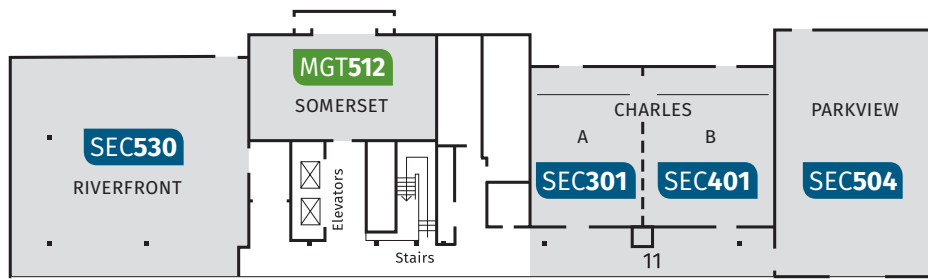 MGT512
SOMERSET
SEC530
RIVERFRONT
Elevators
Stairs
CHARLES
A
B
SEC301
SEC401
11
PARKVIEW
SEC504